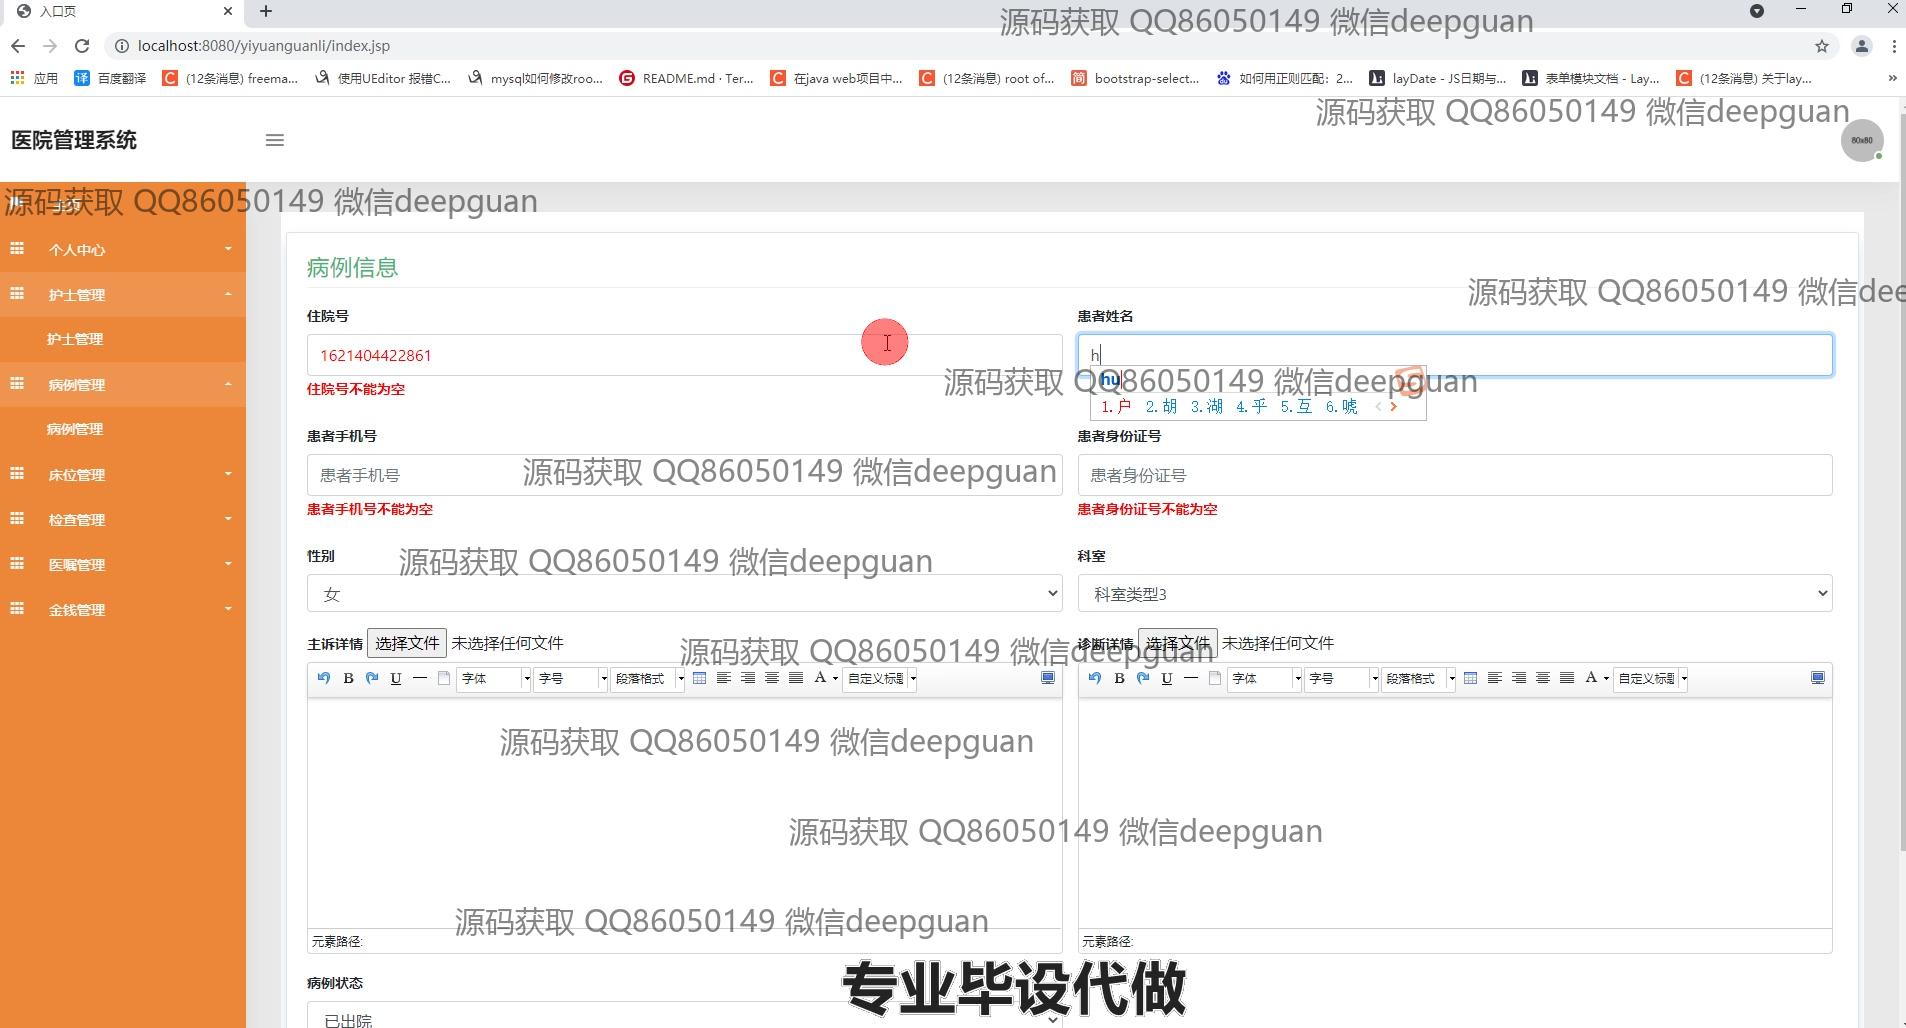 入口页
源码获取 QQ86050149 微信deepguan
localhost:8080/yiyuanguanli/index.jsp
应用 百度翻译 (12条消息) freema... 使用UEditor 报错C... mysql如何修改roo... README.md · Ter... 在java web项目中... (12条消息) root of... bootstrap-select... 如何用正则匹配：2... layDate - JS日期与... 表单模块文档 - Lay... (12条消息) 关于lay...
源码获取 QQ86050149 微信deepguan
医院管理系统
80x80
源码获取 QQ86050149 微信deepguan
个人中心
护士管理
护士管理
病例管理
病例管理
床位管理
检查管理
医嘱管理
金钱管理
病例信息
源码获取 QQ86050149 微信dee
住院号
患者姓名
1621404422861
h
住院号不能为空
源码获取 QQ86050149 微信deepguan
hu
1.户 2.胡 3.湖 4.乎 5.互 6.唬
患者手机号
患者身份证号
患者手机号
源码获取 QQ86050149 微信deepguan
患者身份证号
患者手机号不能为空
患者身份证号不能为空
性别
源码获取 QQ86050149 微信deepguan
科室
女
科室类型3
主诉详情 选择文件 未选择任何文件
源码获取 QQ86050149 微信deepguan
诊断详情 选择文件 未选择任何文件
B U 字体 字号 段落格式 A 自定义标题
B U 字体 字号 段落格式 A 自定义标题
源码获取 QQ86050149 微信deepguan
源码获取 QQ86050149 微信deepguan
源码获取 QQ86050149 微信deepguan
元素路径:
元素路径:
病例状态
已出院
专业毕设代做